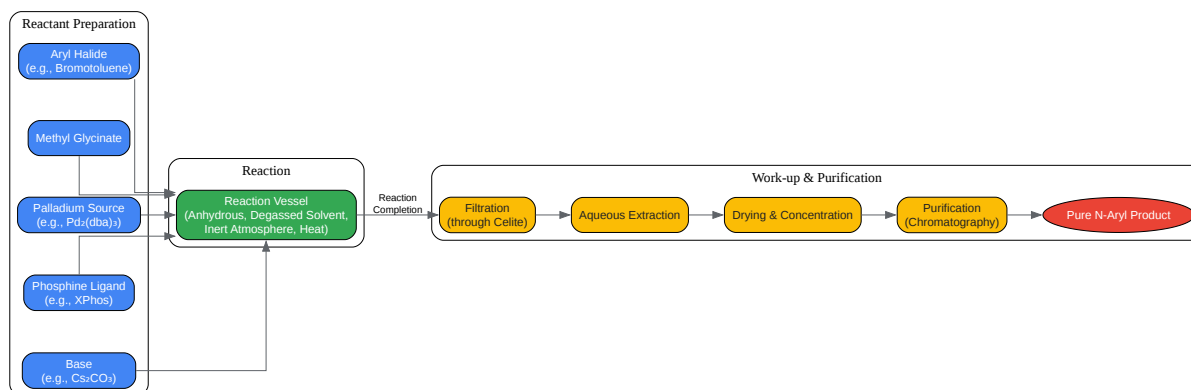 Reactant Preparation
Aryl Halide
(e.g., Bromotoluene)
Methyl Glycinate
Palladium Source
(e.g., Pd₂(dba)₃)
Phosphine Ligand
(e.g., XPhos)
Base
(e.g., Cs₂CO₃)
Reaction
Reaction Vessel
(Anhydrous, Degassed Solvent,
Inert Atmosphere, Heat)
Reaction
Completion
Work-up & Purification
Filtration
(through Celite)
Aqueous Extraction
Drying & Concentration
Purification
(Chromatography)
Pure N-Aryl Product